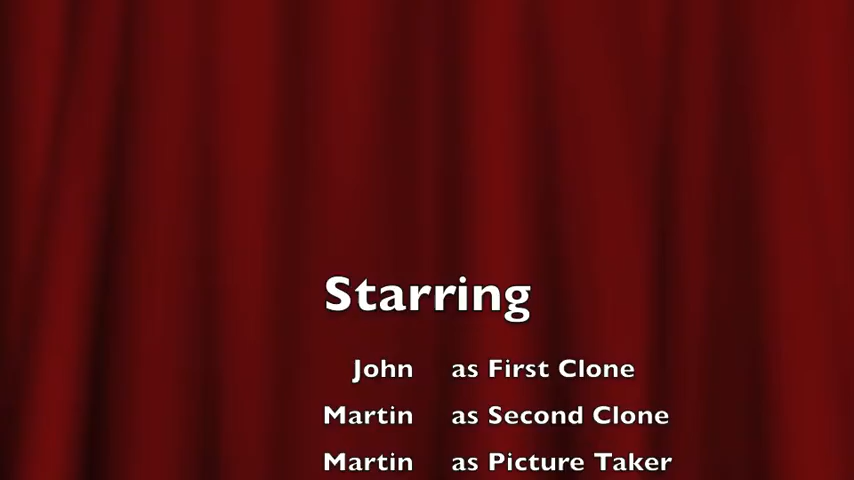 Starring
John as First Clone
Martin as Second Clone
Martin as Picture Taker